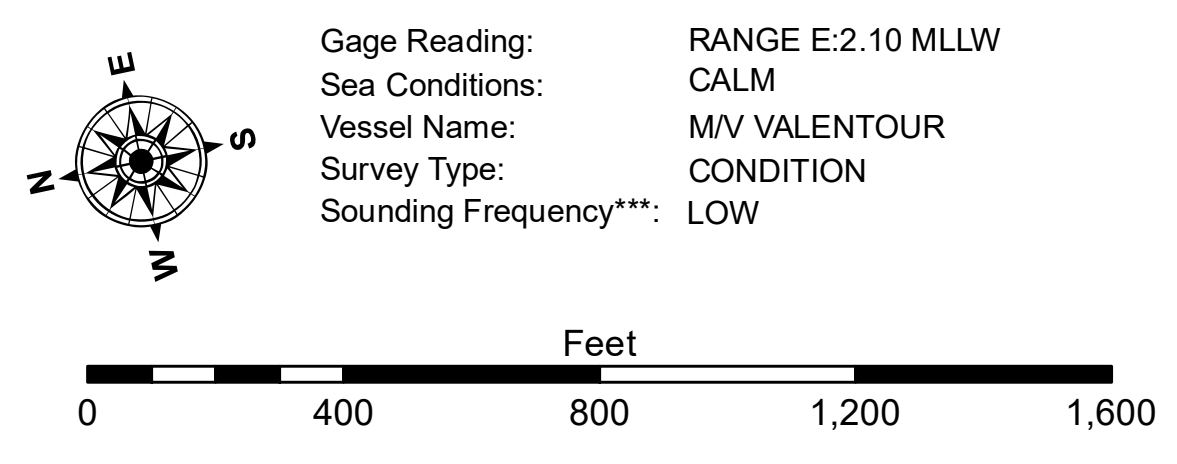 E
S
N
W
Gage Reading: RANGE E:2.10 MLLW
Sea Conditions: CALM
Vessel Name: M/V VALENTOUR
Survey Type: CONDITION
Sounding Frequency***: LOW
Feet
0 400 800 1,200 1,600